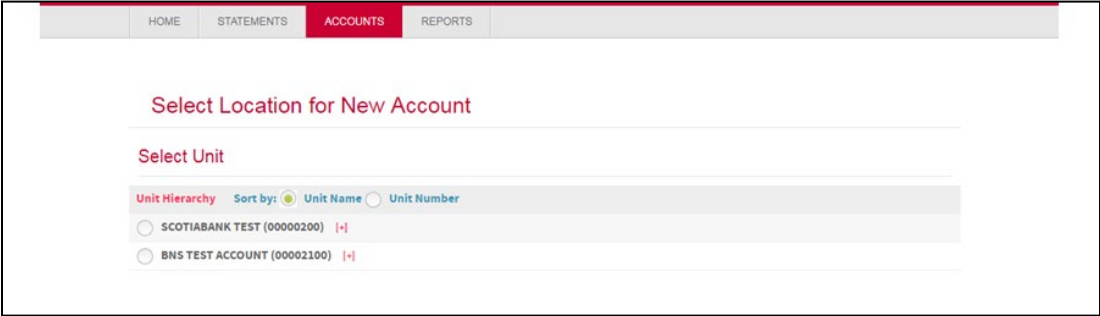 HOME STATEMENTS ACCOUNTS REPORTS
Select Location for New Account
Select Unit
Unit Hierarchy Sort by: Unit Name Unit Number
SCOTIABANK TEST (00000200) [+]
BNS TEST ACCOUNT (00002100) [+]